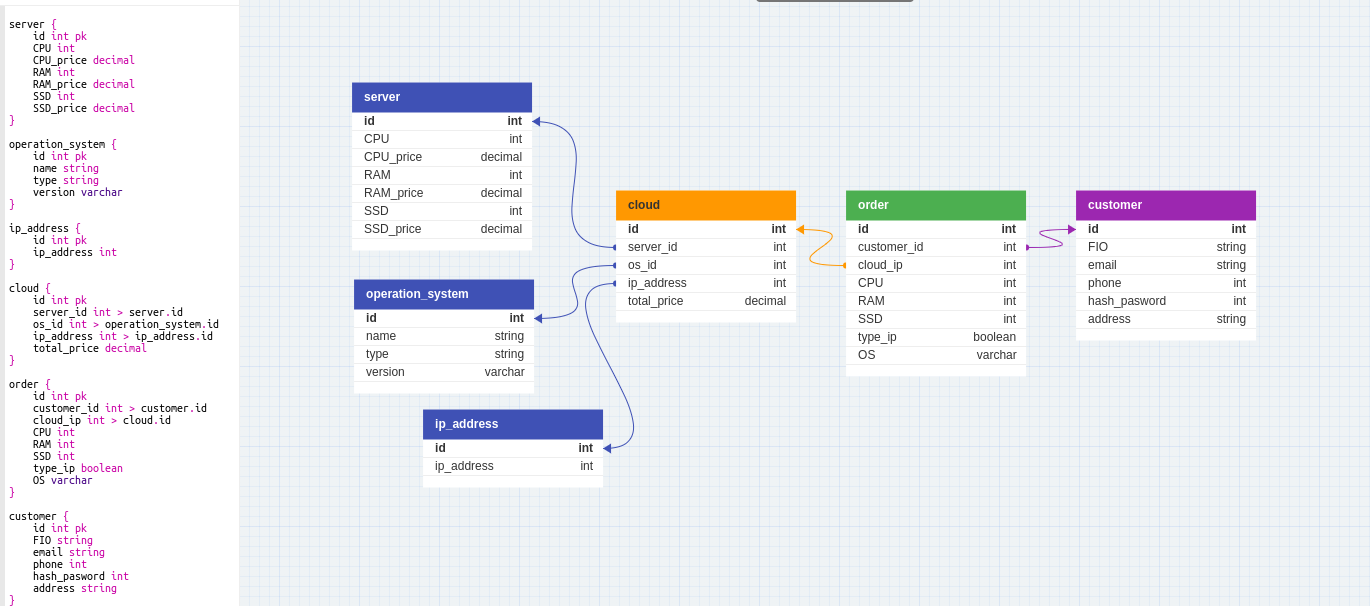 server {
id int pk
CPU int
CPU_price decimal
RAM int
RAM_price decimal
SSD int
SSD_price decimal
}
operation_system {
id int pk
name string
type string
version varchar
}
ip_address {
id int pk
ip_address int
}
cloud {
id int pk
server_id int > server.id
os_id int > operation_system.id
ip_address int > ip_address.id
total_price decimal
}
order {
id int pk
customer_id int > customer.id
cloud_ip int > cloud.id
CPU int
RAM int
SSD int
type_ip boolean
OS varchar
}
customer {
id int pk
FIO string
email string
phone int
hash_pasword int
address string
}
server
id int
CPU int
CPU_price decimal
RAM int
RAM_price decimal
SSD int
SSD_price decimal
operation_system
id int
name string
type string
version varchar
ip_address
id int
ip_address int
cloud
id int
server_id int
os_id int
ip_address int
total_price decimal
order
id int
customer_id int
cloud_ip int
CPU int
RAM int
SSD int
type_ip boolean
OS varchar
customer
id int
FIO string
email string
phone int
hash_pasword int
address string